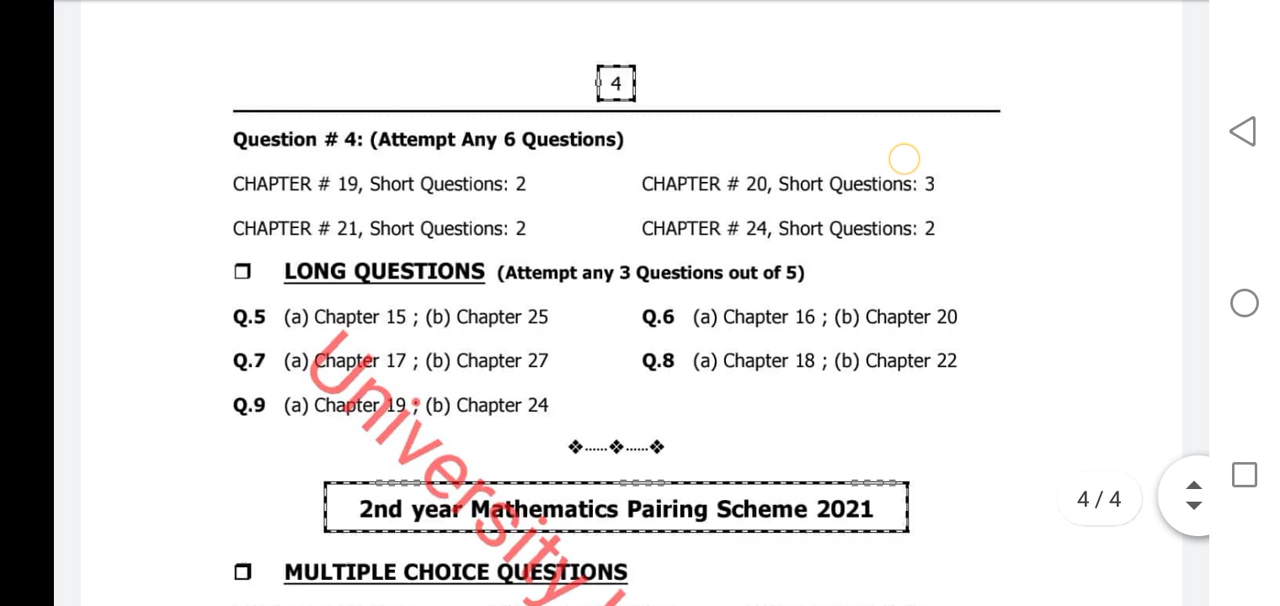 4
Question # 4: (Attempt Any 6 Questions)
CHAPTER # 19, Short Questions: 2 CHAPTER # 20, Short Questions: 3
CHAPTER # 21, Short Questions: 2 CHAPTER # 24, Short Questions: 2
LONG QUESTIONS (Attempt any 3 Questions out of 5)
Q.5 (a) Chapter 15 ; (b) Chapter 25 Q.6 (a) Chapter 16 ; (b) Chapter 20
Q.7 (a) Chapter 17 ; (b) Chapter 27 Q.8 (a) Chapter 18 ; (b) Chapter 22
Q.9 (a) Chapter 19 ; (b) Chapter 24
4 / 4
2nd year Mathematics Pairing Scheme 2021
MULTIPLE CHOICE QUESTIONS
University